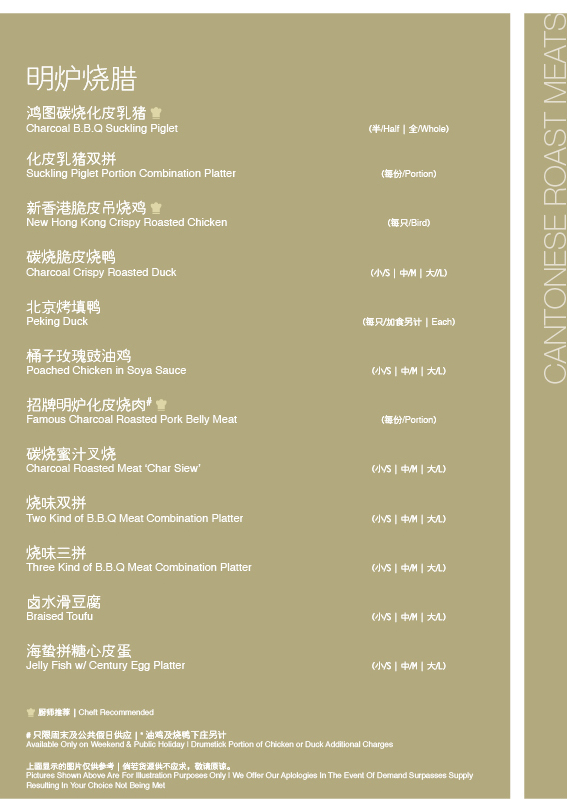 明炉烧腊
鸿图碳烧化皮乳猪
Charcoal B.B.Q Suckling Piglet (半/Half | 全/Whole)
化皮乳猪双拼
Suckling Piglet Portion Combination Platter (每份/Portion)
新香港脆皮吊烧鸡
New Hong Kong Crispy Roasted Chicken (每只/Bird)
碳烧脆皮烧鸭
Charcoal Crispy Roasted Duck (小/S | 中/M | 大//L)
北京烤填鸭
Peking Duck (每只/加食另计 | Each)
桶子玫瑰豉油鸡
Poached Chicken in Soya Sauce (小/S | 中/M | 大/L)
招牌明炉化皮烧肉#
Famous Charcoal Roasted Pork Belly Meat (每份/Portion)
碳烧蜜汁叉烧
Charcoal Roasted Meat ‘Char Siew’ (小/S | 中/M | 大/L)
烧味双拼
Two Kind of B.B.Q Meat Combination Platter (小/S | 中/M | 大/L)
烧味三拼
Three Kind of B.B.Q Meat Combination Platter (小/S | 中/M | 大/L)
卤水滑豆腐
Braised Toufu (小/S | 中/M | 大/L)
海蛰拼糖心皮蛋
Jelly Fish w/ Century Egg Platter (小/S | 中/M | 大/L)
厨师推荐 | Cheft Recommended
# 只限周末及公共假日供应 | * 油鸡及烧鸭下庄另计
Available Only on Weekend & Public Holiday | Drumstick Portion of Chicken or Duck Additional Charges
上面显示的图片仅供参考 | 倘若货源供不应求，敬请原谅。
Pictures Shown Above Are For Illustration Purposes Only | We Offer Our Aplologies In The Event Of Demand Surpasses Supply
Resulting In Your Choice Not Being Met
CANTONESE ROAST MEATS